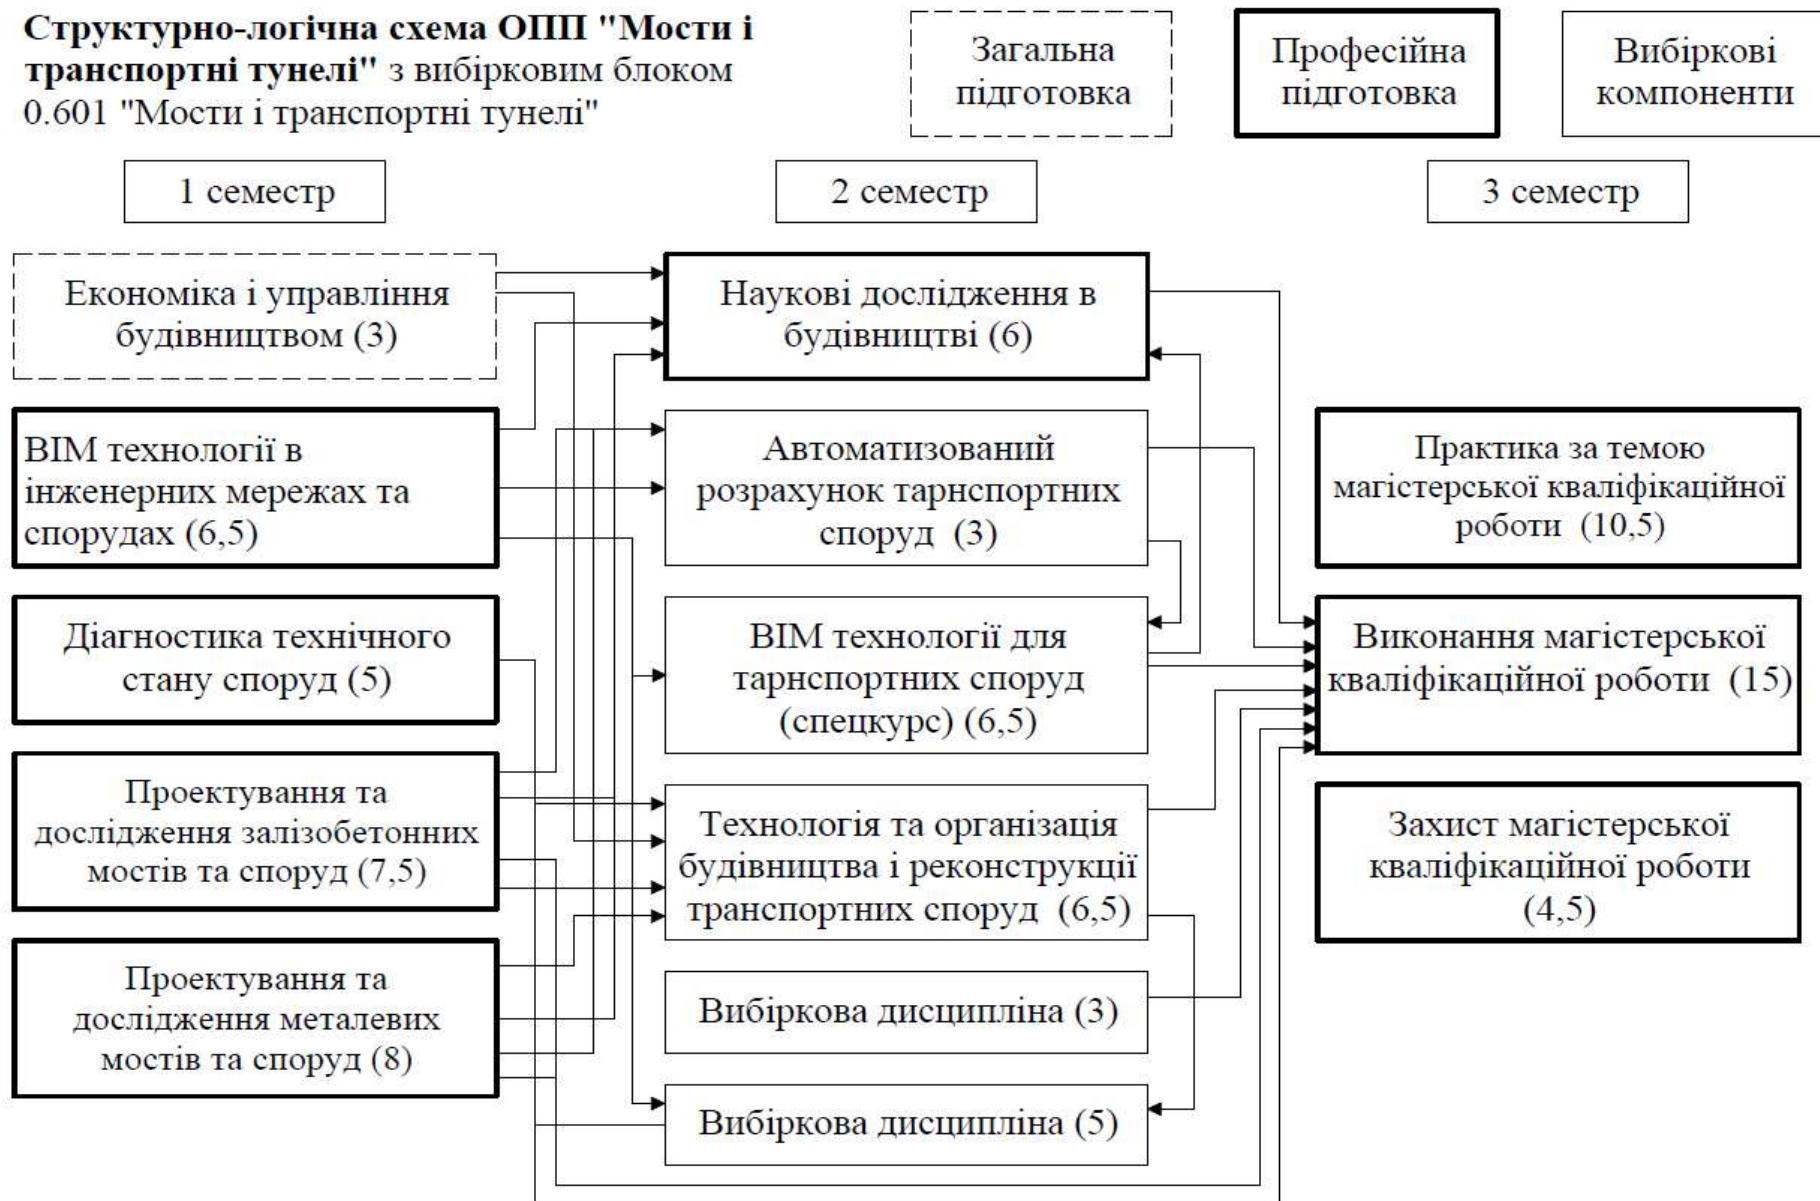 Структурно-логічна схема ОПП "Мости і
транспортні тунелі" з вибірковим блоком
0.601 "Мости і транспортні тунелі"
Загальна
підготовка
Професійна
підготовка
Вибіркові
компоненти
1 семестр
2 семестр
3 семестр
Економіка і управління
будівництвом (3)
BIM технології в
інженерних мережах та
спорудах (6,5)
Діагностика технічного
стану споруд (5)
Проектування та
дослідження залізобетонних
мостів та споруд (7,5)
Проектування та
дослідження металевих
мостів та споруд (8)
Наукові дослідження в
будівництві (6)
Автоматизований
розрахунок тарнспортних
споруд (3)
BIM технології для
тарнспортних споруд
(спецкурс) (6,5)
Технологія та організація
будівництва і реконструкції
транспортних споруд (6,5)
Вибіркова дисципліна (3)
Вибіркова дисципліна (5)
Практика за темою
магістерської кваліфікаційної
роботи (10,5)
Виконання магістерської
кваліфікаційної роботи (15)
Захист магістерської
кваліфікаційної роботи
(4,5)